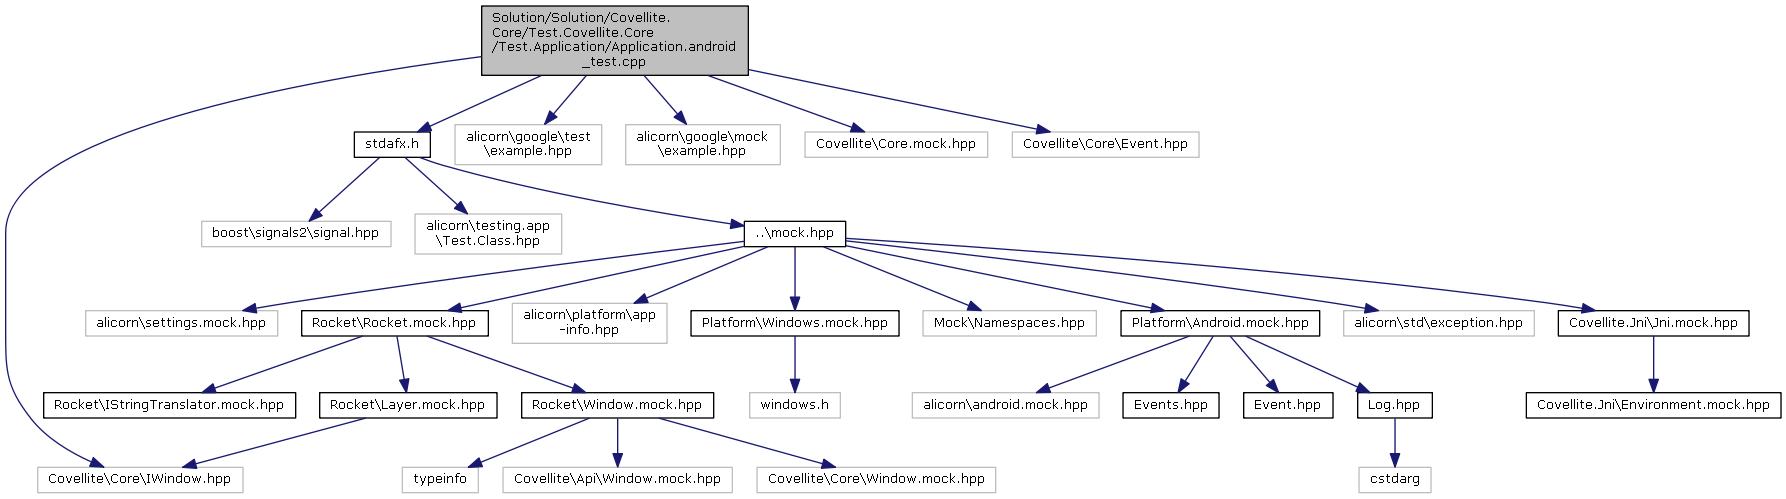 Solution/Solution/Covellite.
Core/Test.Covellite.Core
/Test.Application/Application.android
_test.cpp
stdafx.h
alicorn\google\test
\example.hpp
alicorn\google\mock
\example.hpp
Covellite\Core.mock.hpp
Covellite\Core\Event.hpp
boost\signals2\signal.hpp
alicorn\testing.app
\Test.Class.hpp
..\mock.hpp
alicorn\settings.mock.hpp
Rocket\Rocket.mock.hpp
alicorn\platform\app
-info.hpp
Platform\Windows.mock.hpp
Mock\Namespaces.hpp
Platform\Android.mock.hpp
alicorn\std\exception.hpp
Covellite.Jni\Jni.mock.hpp
Rocket\IStringTranslator.mock.hpp
Rocket\Layer.mock.hpp
Rocket\Window.mock.hpp
windows.h
alicorn\android.mock.hpp
Events.hpp
Event.hpp
Log.hpp
Covellite.Jni\Environment.mock.hpp
Covellite\Core\IWindow.hpp
typeinfo
Covellite\Api\Window.mock.hpp
Covellite\Core\Window.mock.hpp
cstdarg